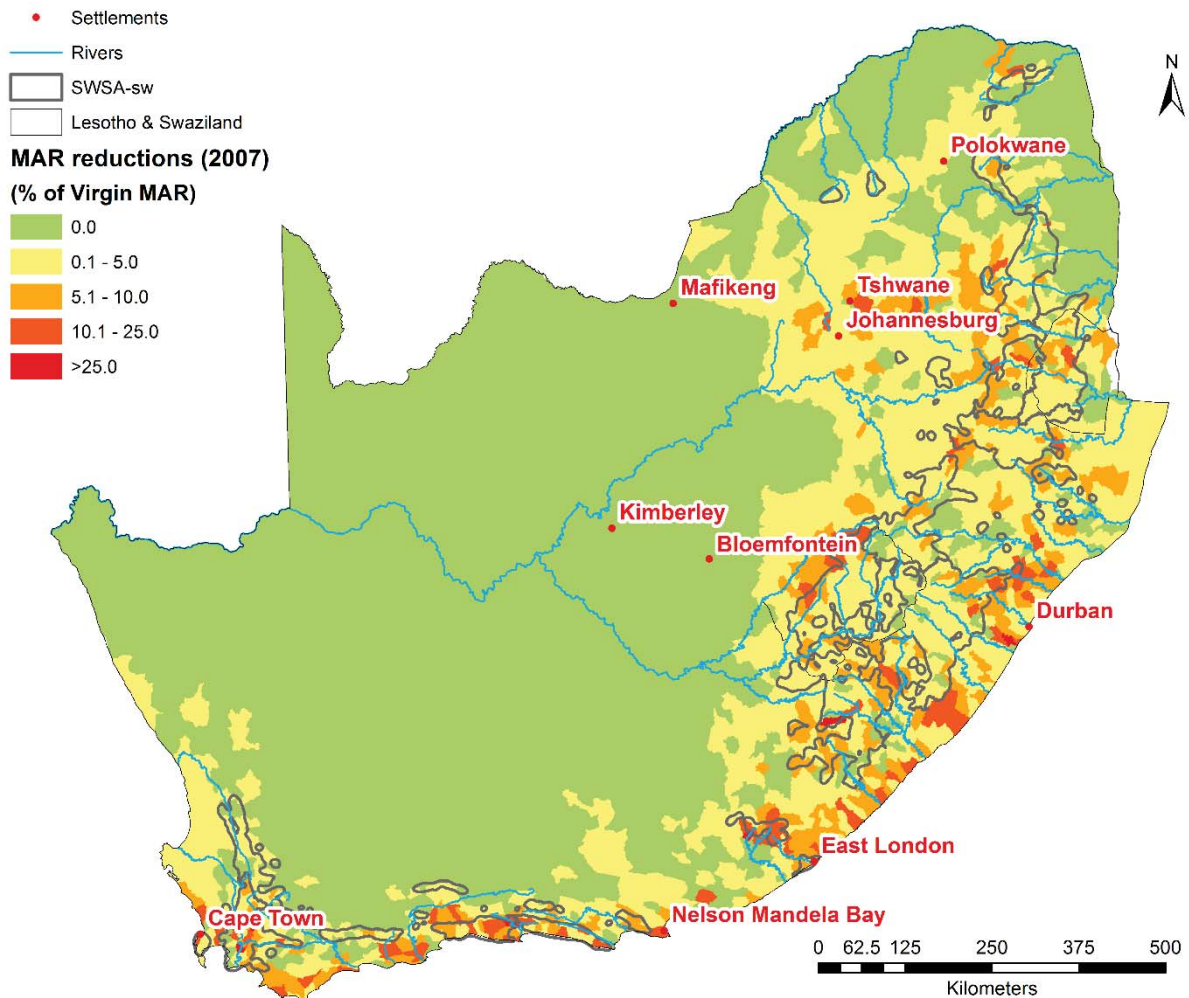 Settlements
Rivers
SWSA-sw
Lesotho & Swaziland
MAR reductions (2007)
(% of Virgin MAR)
0.0
0.1 - 5.0
5.1 - 10.0
10.1 - 25.0
>25.0
N
Polokwane
Mafikeng
Tshwane
Johannesburg
Kimberley
Bloemfontein
Durban
East London
Cape Town
Nelson Mandela Bay
0 62.5 125 250 375 500
Kilometers